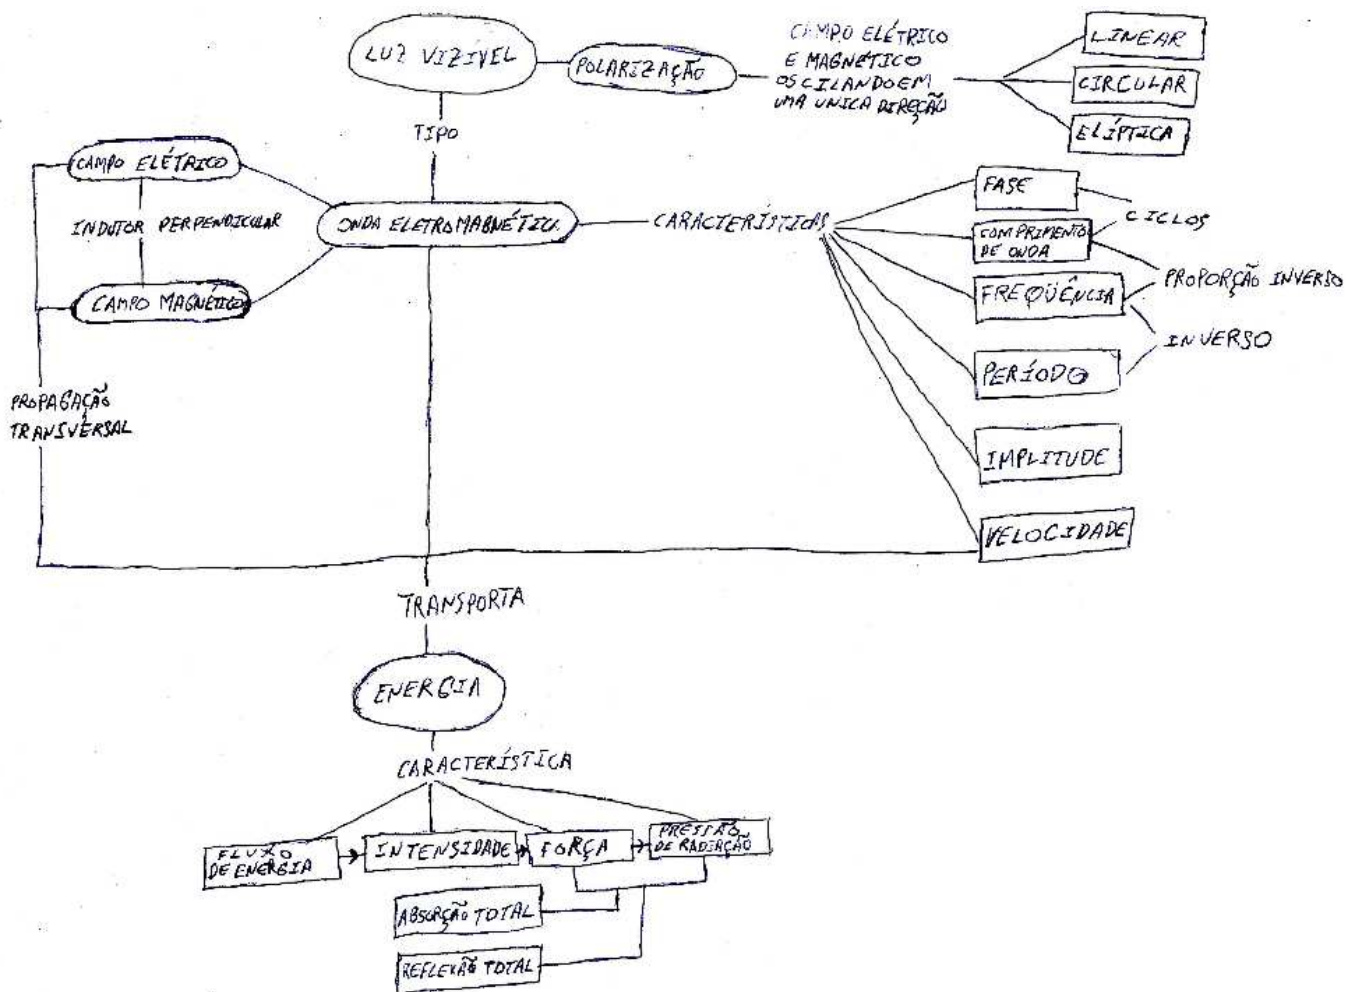 LUZ VIZÍVEL
POLARIZAÇÃO
CAMPO ELÉTRICO
E MAGNÉTICO
OSCILANDO EM
UMA UNICA DIREÇÃO
LINEAR
CIRCULAR
ELÍPTICA
TIPO
CAMPO ELÉTRICO
INDUTOR PERPENDICULAR
CAMPO MAGNÉTICO
ONDA ELETROMAGNÉTICA
CARACTERÍSTÍCAS
FASE
COMPRIMENTO
DE ONDA
CICLOS
FREQÜÊNCIA
PROPORÇÃO INVERSO
INVERSO
PERÍODO
IMPLITUDE
VELOCIDADE
PROPAGAÇÃO
TRANSVERSAL
TRANSPORTA
ENERGIA
CARACTERÍSTICA
FLUXO
DE ENERGIA
INTENSIDADE
FORÇA
PRESSÃO
DE RADIAÇÃO
ABSORÇÃO TOTAL
REFLEXÃO TOTAL